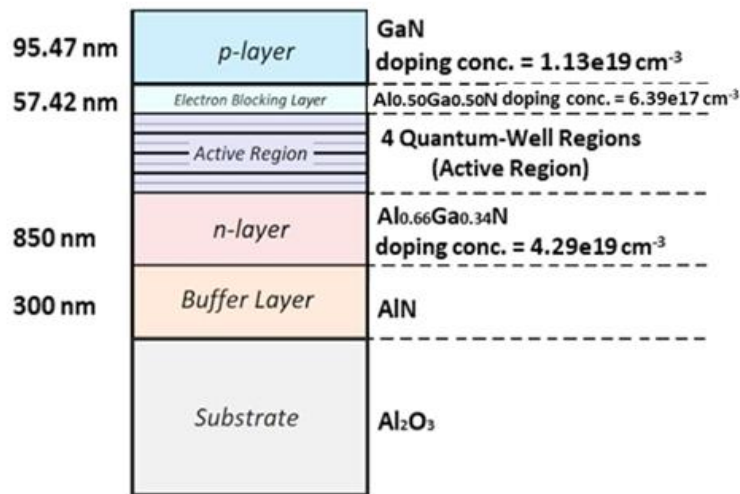 GaN
95.47 nm
p-layer
doping conc. = 1.13e19 cm-3
57.42 nm
Electron Blocking Layer
Al0.50Ga0.50N doping conc. = 6.39e17 cm-3
Active Region
4 Quantum-Well Regions
(Active Region)
850 nm
n-layer
Al0.66Ga0.34N
doping conc. = 4.29e19 cm-3
300 nm
Buffer Layer
AlN
Substrate
Al2O3